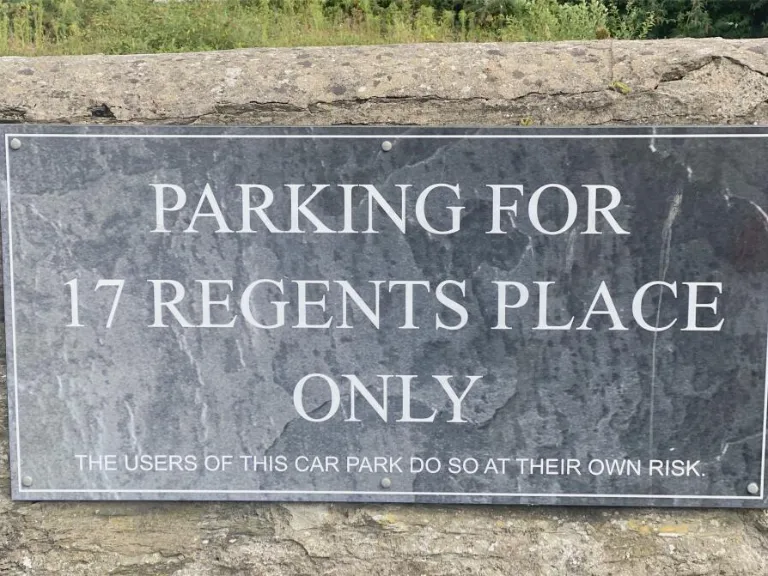 PARKING FOR
17 REGENTS PLACE
ONLY
THE USERS OF THIS CAR PARK DO SO AT THEIR OWN RISK.